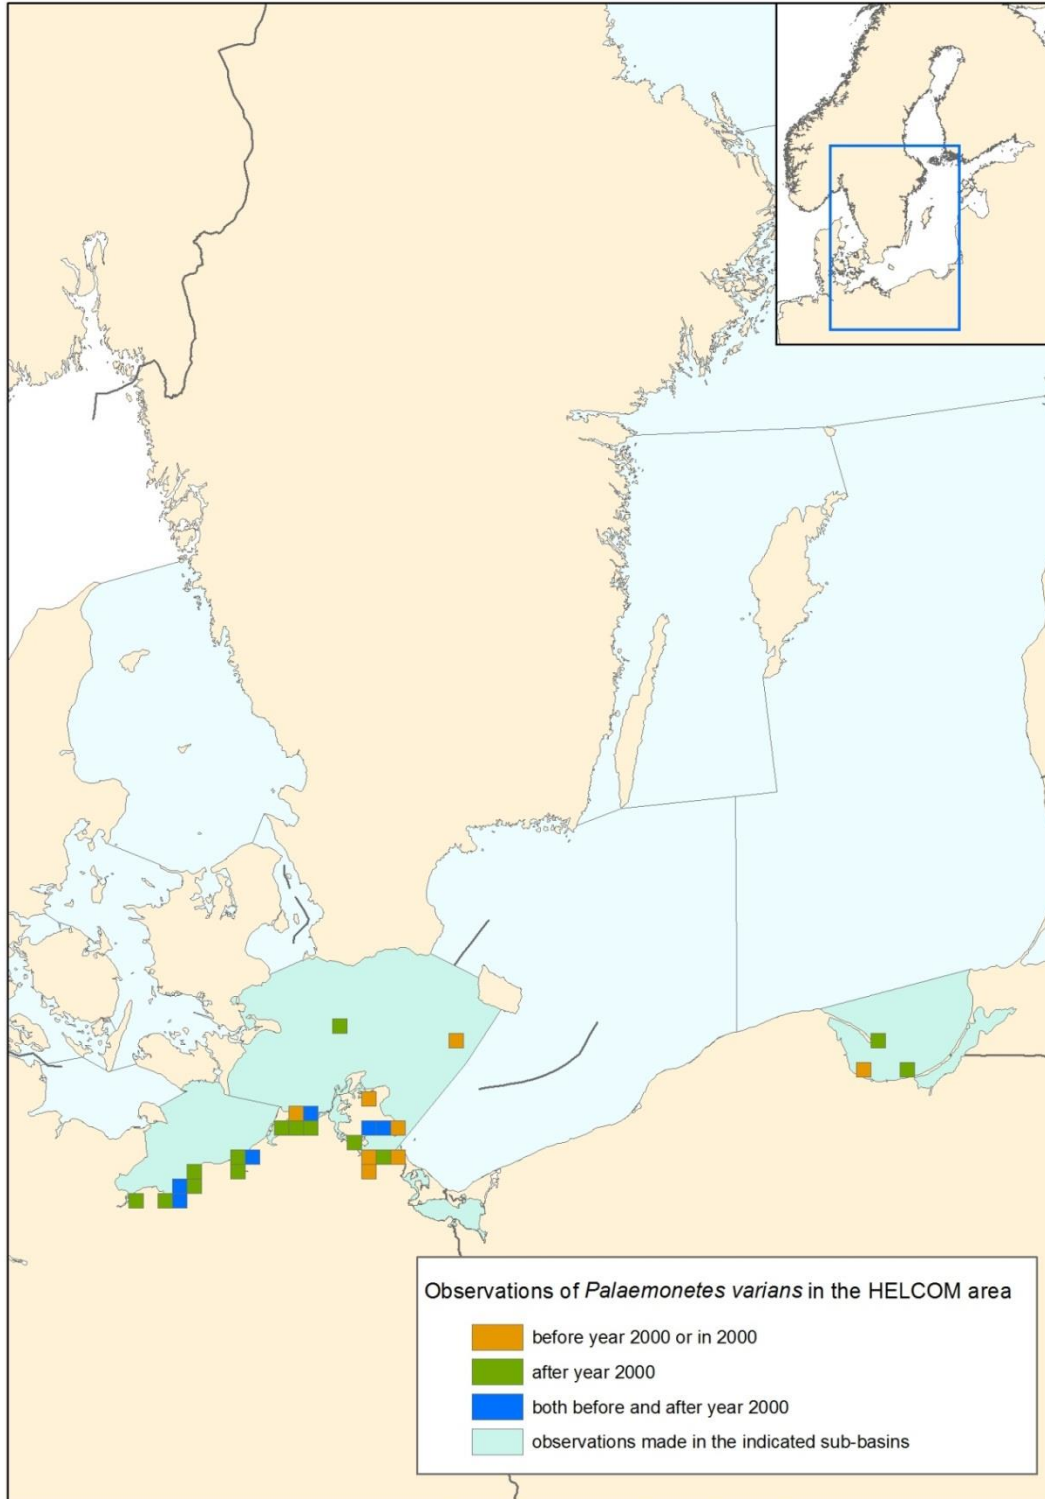 Observations of Palaemonetes varians in the HELCOM area
before year 2000 or in 2000
after year 2000
both before and after year 2000
observations made in the indicated sub-basins